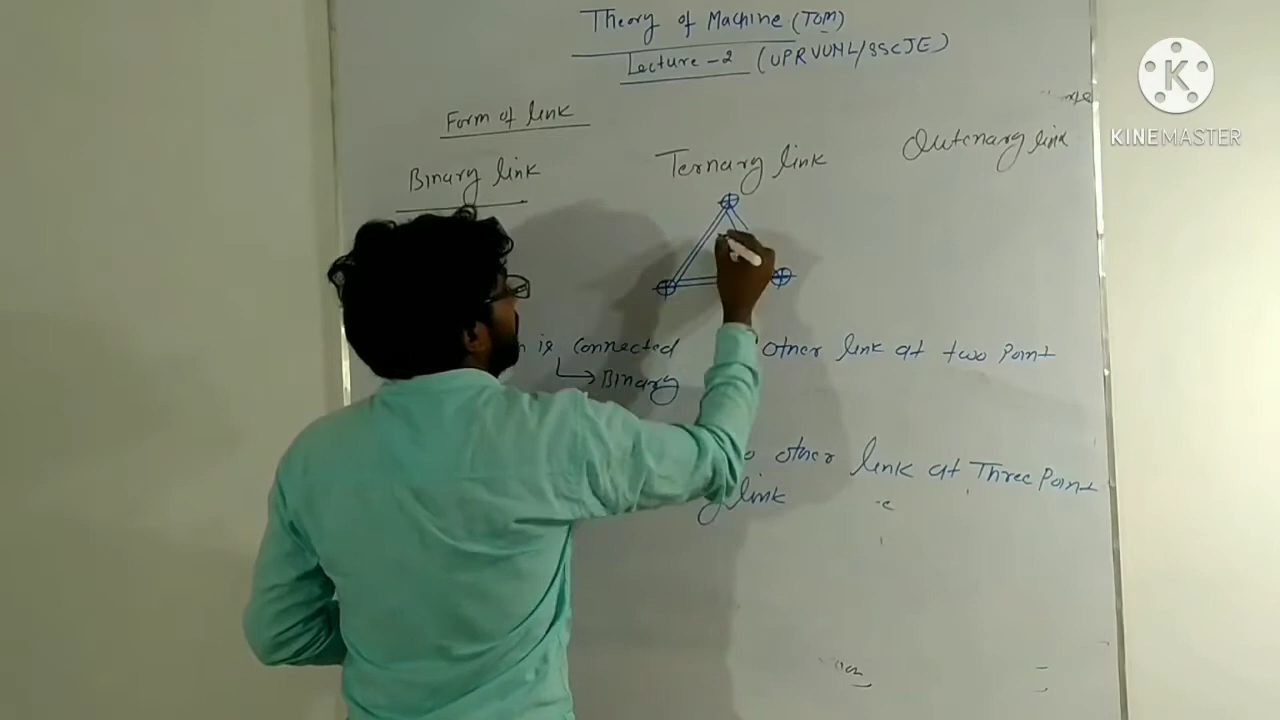 Theory of Machine (TOM)
Lecture - 2 (UPRVUNL/SSCJE)
Form of link
Binary link
Ternary link
Qutenary link
KINEMASTER
is connected
other link at two point
Binary
other link at Three Point
link